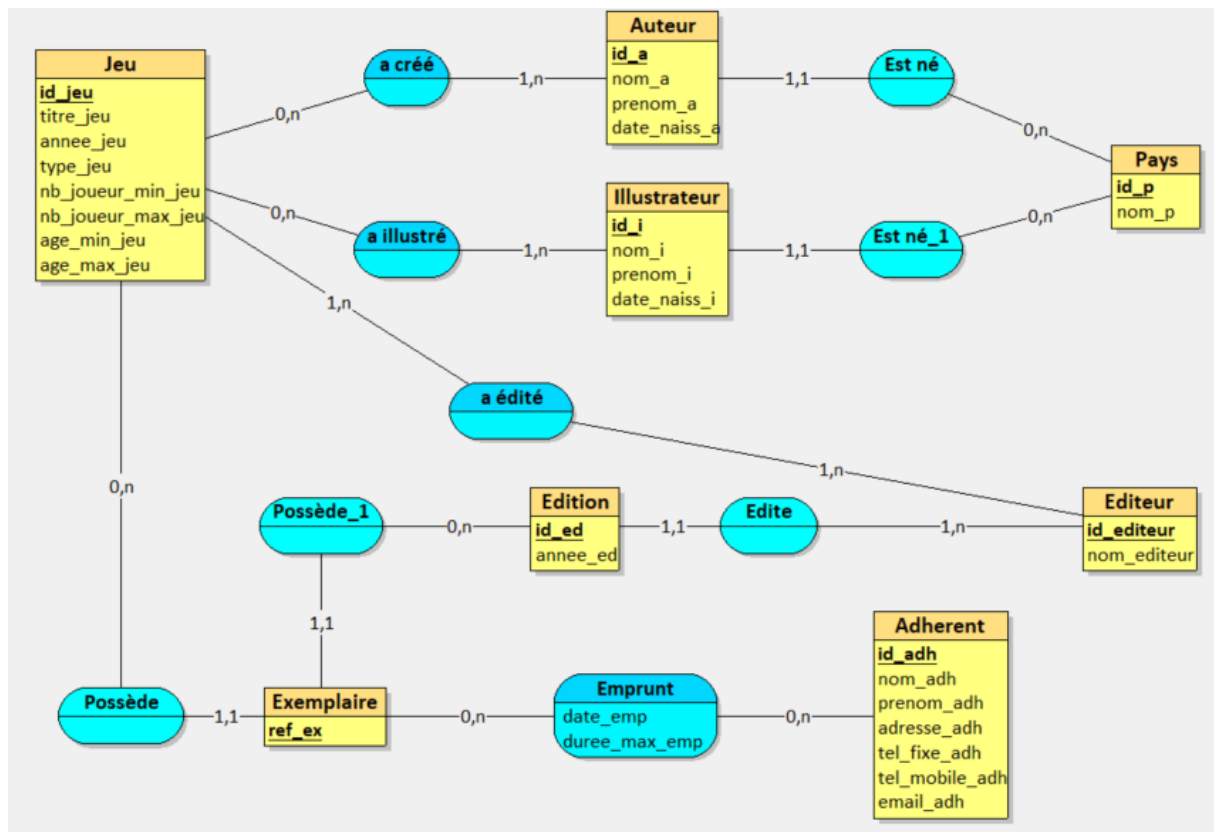 Jeu
id_jeu
titre_jeu
annee_jeu
type_jeu
nb_joueur_min_jeu
nb_joueur_max_jeu
age_min_jeu
age_max_jeu
a créé
0,n
1,n
Auteur
id_a
nom_a
prenom_a
date_naiss_a
1,1
Est né
0,n
Pays
id_p
nom_p
0,n
a illustré
1,n
Illustrateur
id_i
nom_i
prenom_i
date_naiss_i
1,1
Est né_1
0,n
1,n
a édité
1,n
0,n
Possède_1
0,n
Edition
id_ed
annee_ed
1,1
Edite
1,n
Editeur
id_editeur
nom_editeur
1,1
Possède
1,1
Exemplaire
ref_ex
0,n
Emprunt
date_emp
duree_max_emp
0,n
Adherent
id_adh
nom_adh
prenom_adh
adresse_adh
tel_fixe_adh
tel_mobile_adh
email_adh